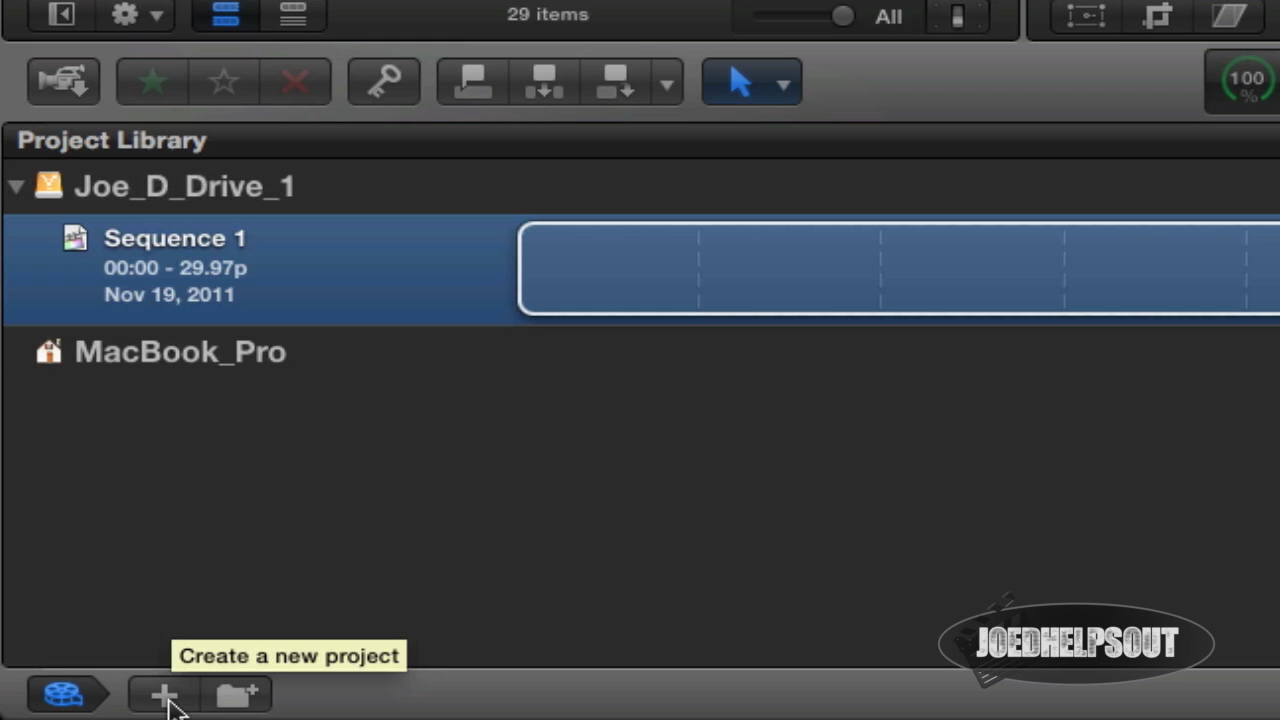 29 items
All
100
%
Project Library
Joe_D_Drive_1
Sequence 1
00:00 - 29.97p
Nov 19, 2011
MacBook_Pro
JOEDHELPSOUT
Create a new project